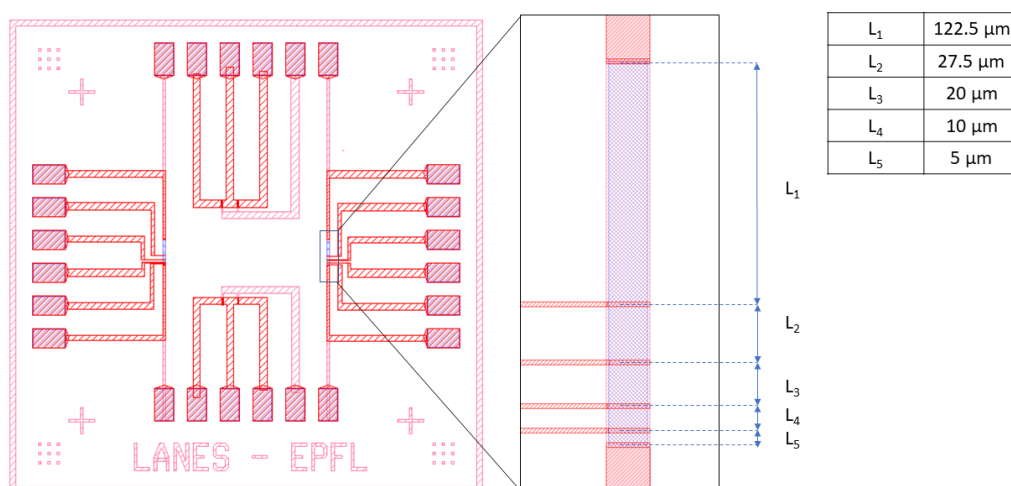 LANES - EPFL
L₁
L₂
L₃
L₄
L₅
L₁ 122.5 µm
L₂ 27.5 µm
L₃ 20 µm
L₄ 10 µm
L₅ 5 µm